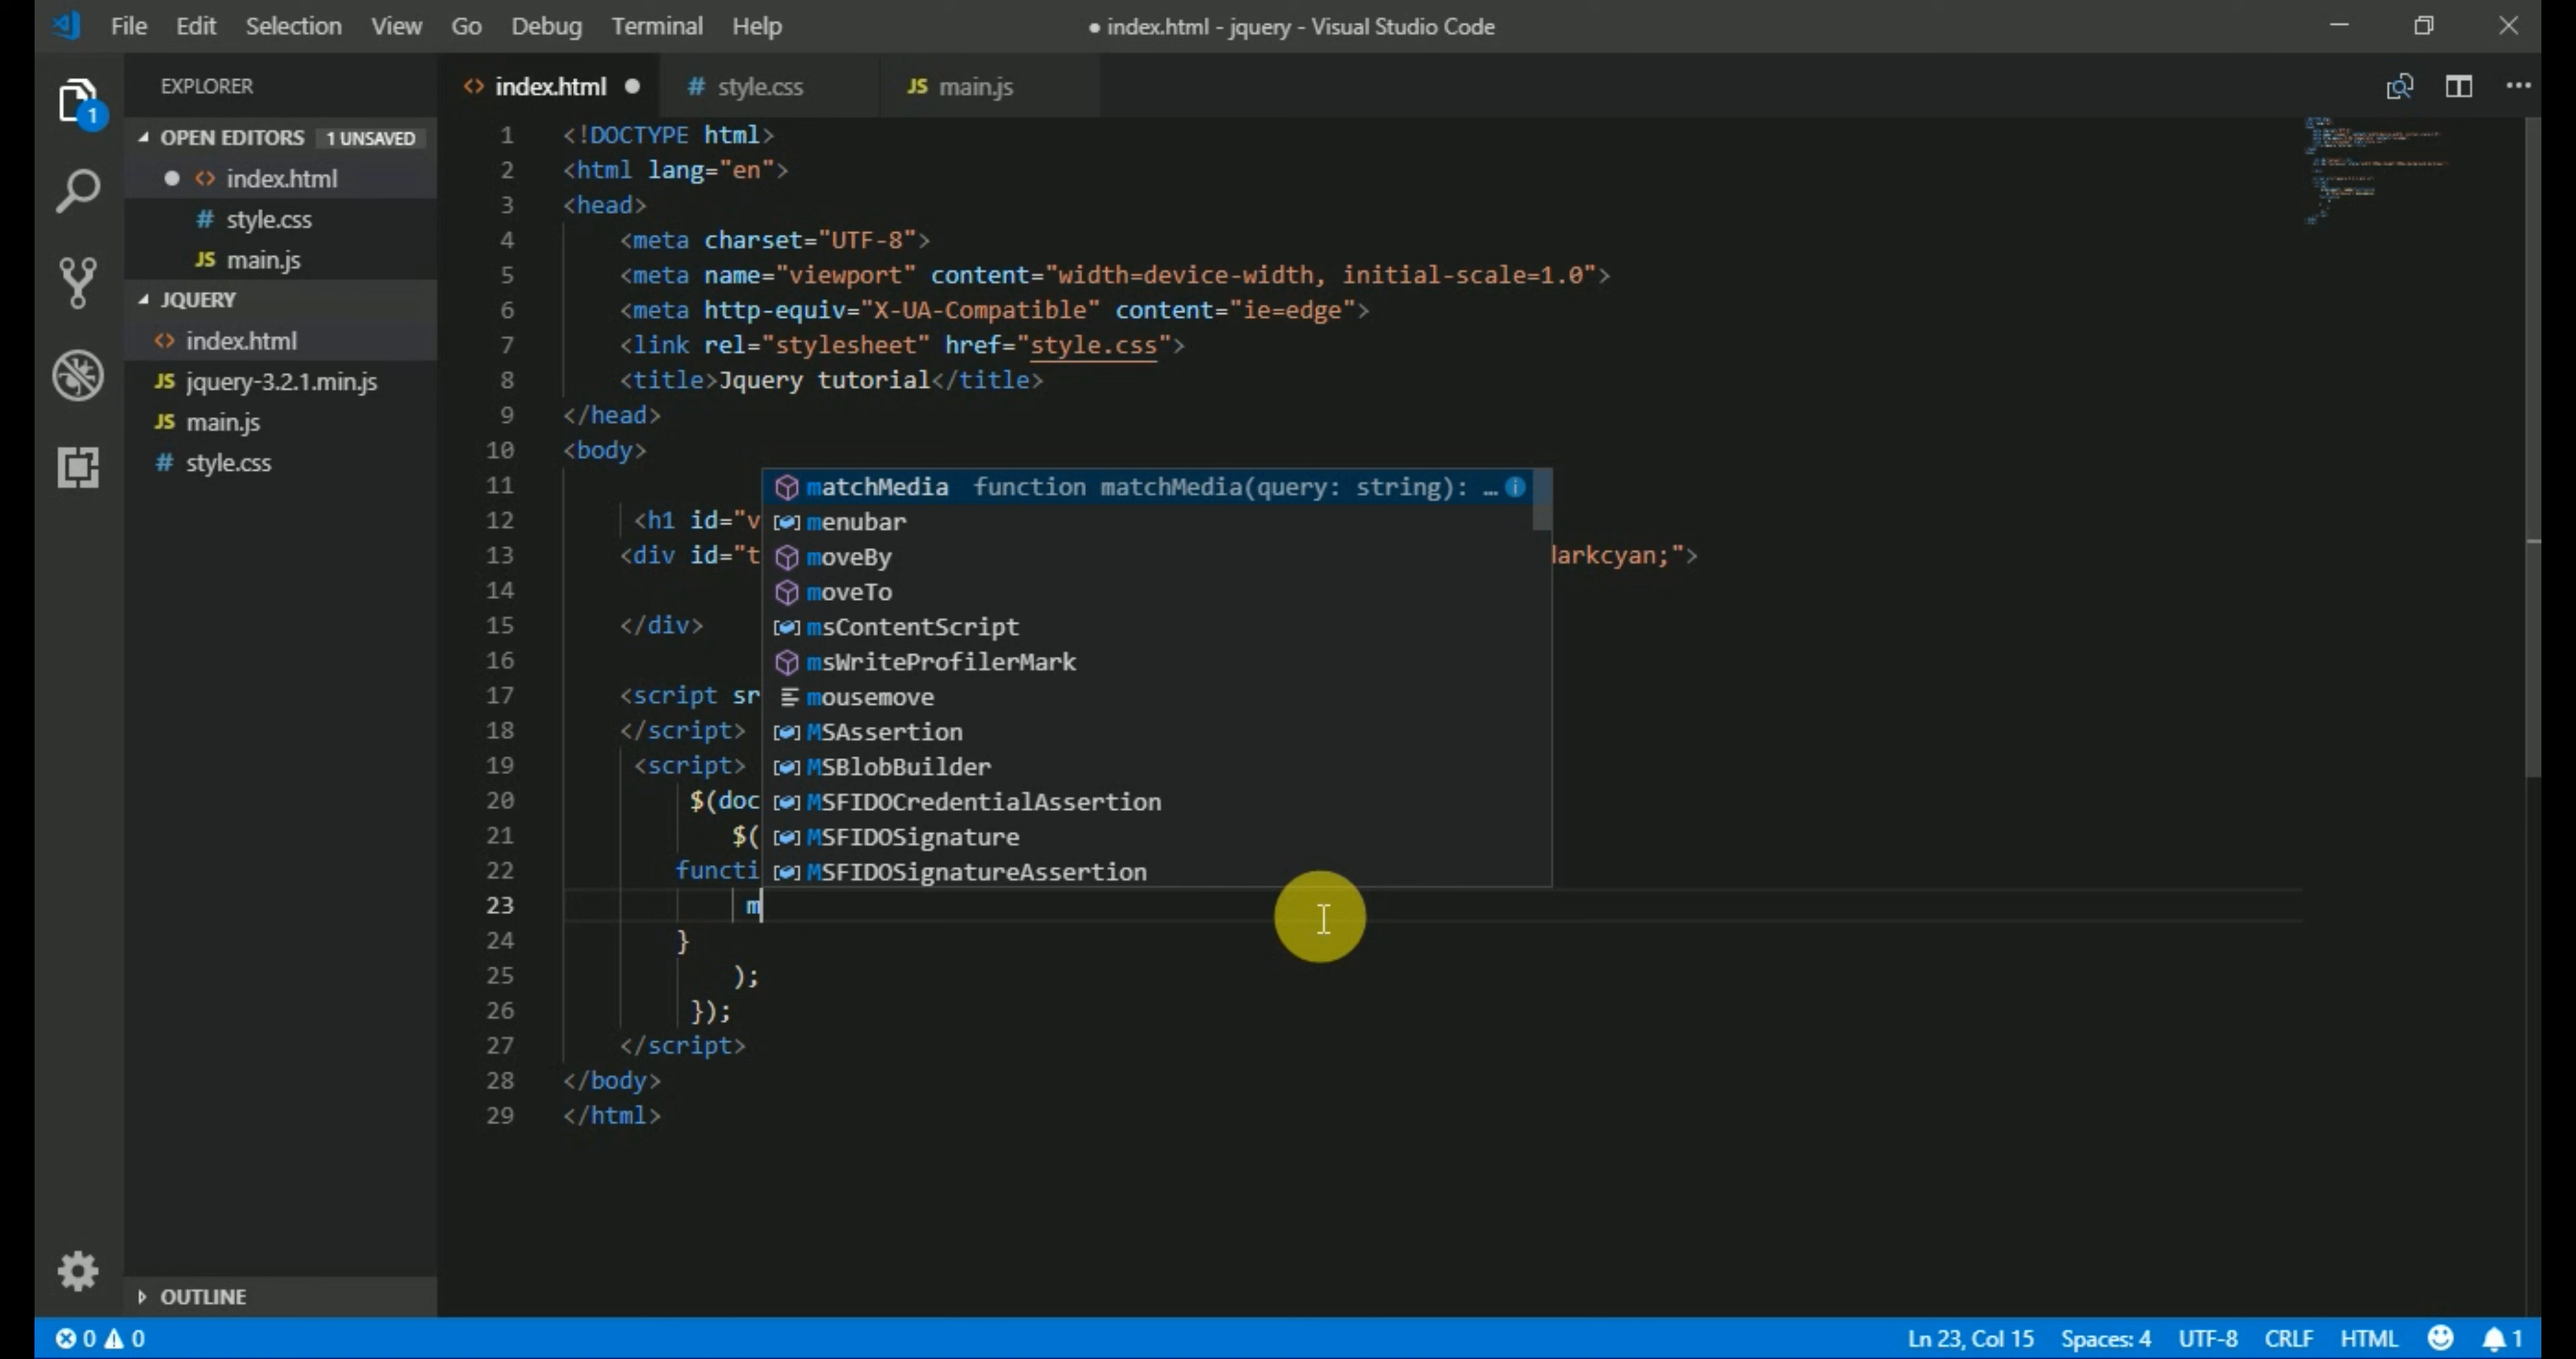 File Edit Selection View Go Debug Terminal Help
● index.html - jquery - Visual Studio Code
EXPLORER
OPEN EDITORS 1 UNSAVED
index.html
style.css
main.js
JQUERY
index.html
jquery-3.2.1.min.js
main.js
style.css
OUTLINE
index.html
style.css
main.js
1 <!DOCTYPE html>
2 <html lang="en">
3 <head>
4 <meta charset="UTF-8">
5 <meta name="viewport" content="width=device-width, initial-scale=1.0">
6 <meta http-equiv="X-UA-Compatible" content="ie=edge">
7 <link rel="stylesheet" href="style.css">
8 <title>Jquery tutorial</title>
9 </head>
10 <body>
11
12 <h1 id="v
13 <div id="t larkcyan;">
14
15 </div>
16
17 <script sr
18 </script>
19 <script>
20 $(doc
21 $(
22 functi
23 m
24 }
25 );
26 });
27 </script>
28 </body>
29 </html>
matchMedia function matchMedia(query: string): …
menubar
moveBy
moveTo
msContentScript
msWriteProfilerMark
mousemove
MSAssertion
MSBlobBuilder
MSFIDOCredentialAssertion
MSFIDOSignature
MSFIDOSignatureAssertion
0 0 Ln 23, Col 15 Spaces: 4 UTF-8 CRLF HTML 1